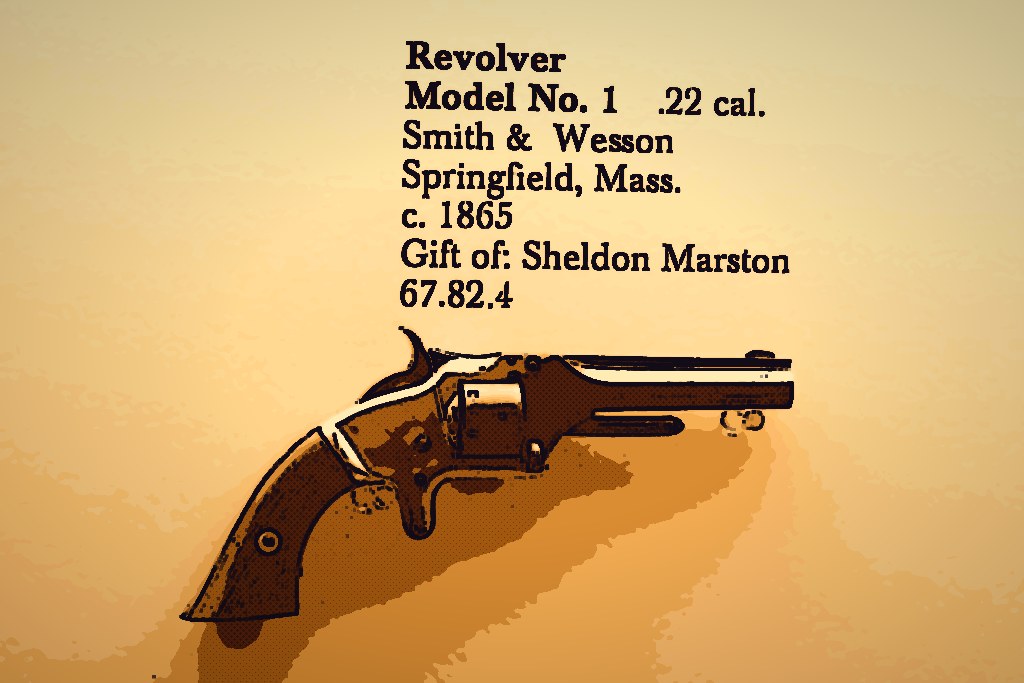 Revolver
Model No. 1 .22 cal.
Smith & Wesson
Springfield, Mass.
c. 1865
Gift of: Sheldon Marston
67.82.4